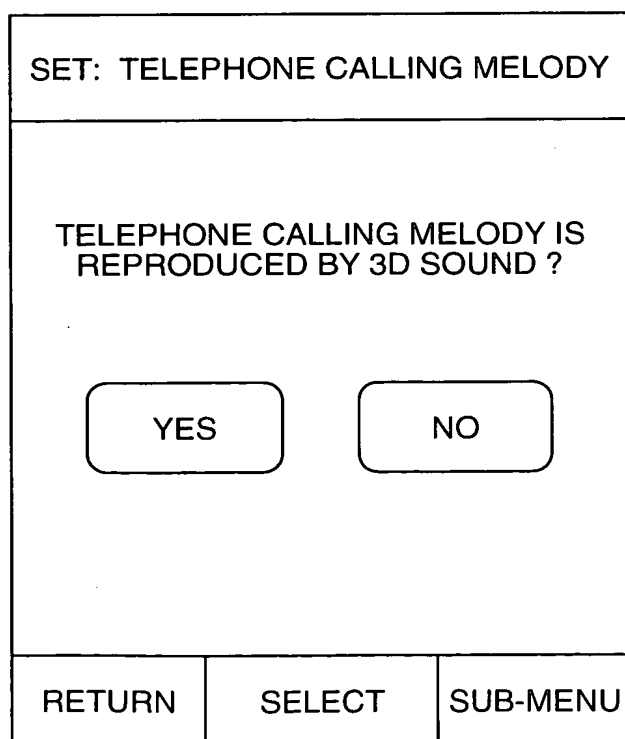 SET: TELEPHONE CALLING MELODY
TELEPHONE CALLING MELODY IS
REPRODUCED BY 3D SOUND ?
YES
NO
RETURN
SELECT
SUB-MENU